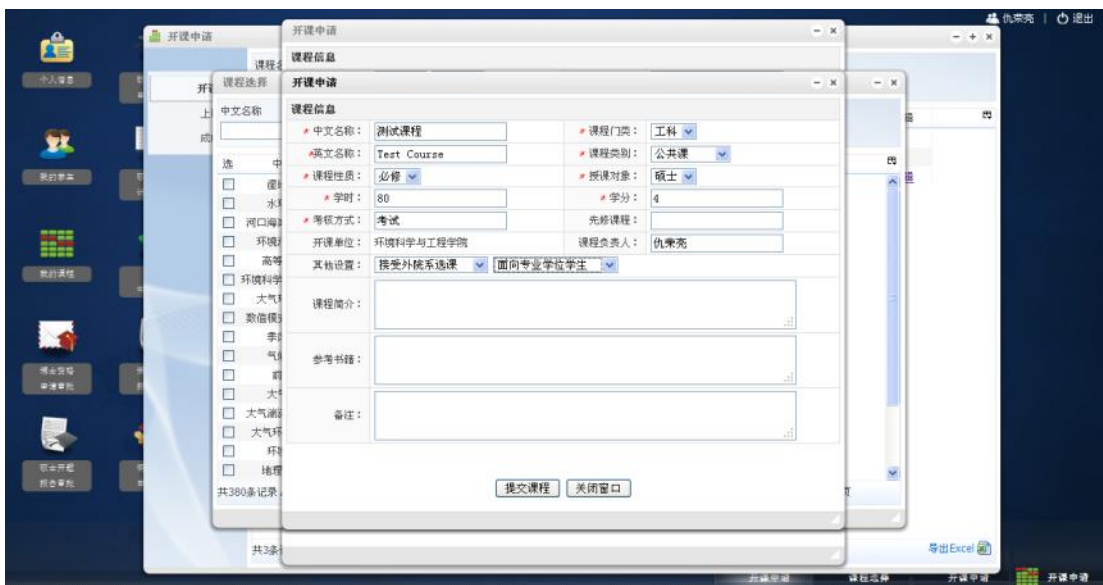 仇荣亮 | 退出
开课申请
开课申请
课程信息
课程选择
开课申请
中文名称
课程信息
* 中文名称： 测试课程
* 课程门类： 工科
*英文名称： Test Course
* 课程类别： 公共课
* 课程性质： 必修
* 授课对象： 硕士
* 学时： 80
* 学分： 4
* 考核方式： 考试
先修课程：
开课单位： 环境科学与工程学院
课程负责人： 仇荣亮
其他设置： 接受外院系选课 面向专业学位学生
课程简介：
参考书籍：
备注：
提交课程 关闭窗口
选
河口海
高等
环境科学
大气环
数值模
大气
大气环
地理
共380条记录
共3条
导出Excel
个人信息
我的课程
开课申请 课程选择 开课申请 开课申请